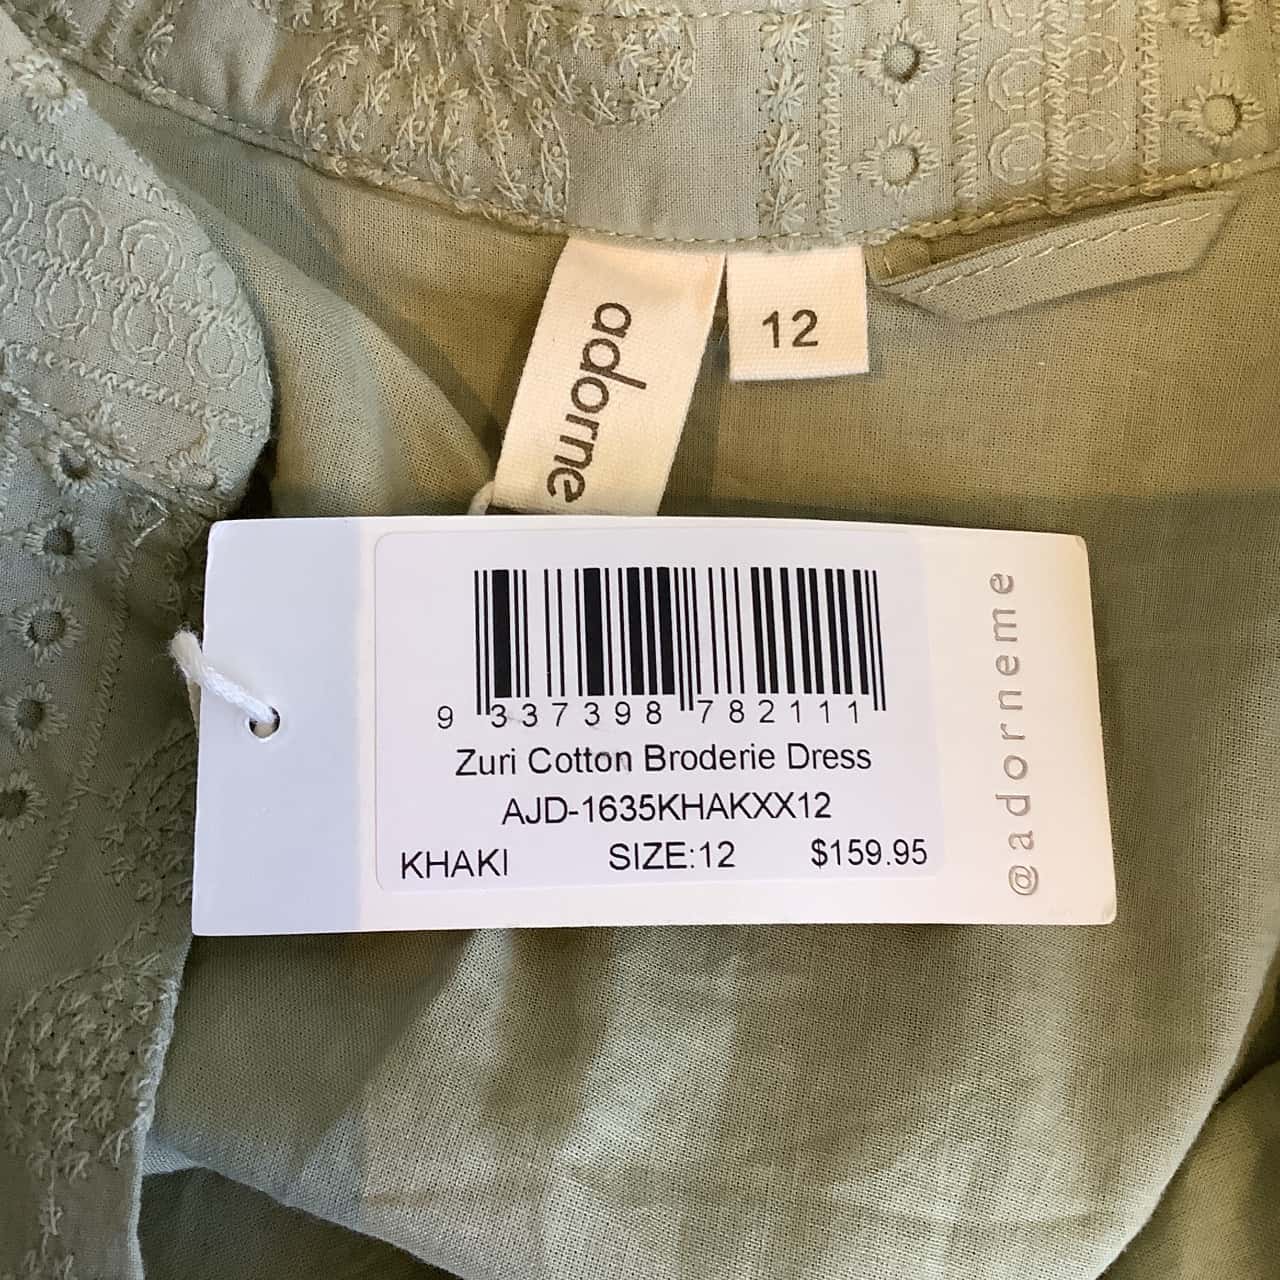 adorne
12
9 337398 782111
Zuri Cotton Broderie Dress
AJD-1635KHAKXX12
KHAKI SIZE:12 $159.95
@adorneme